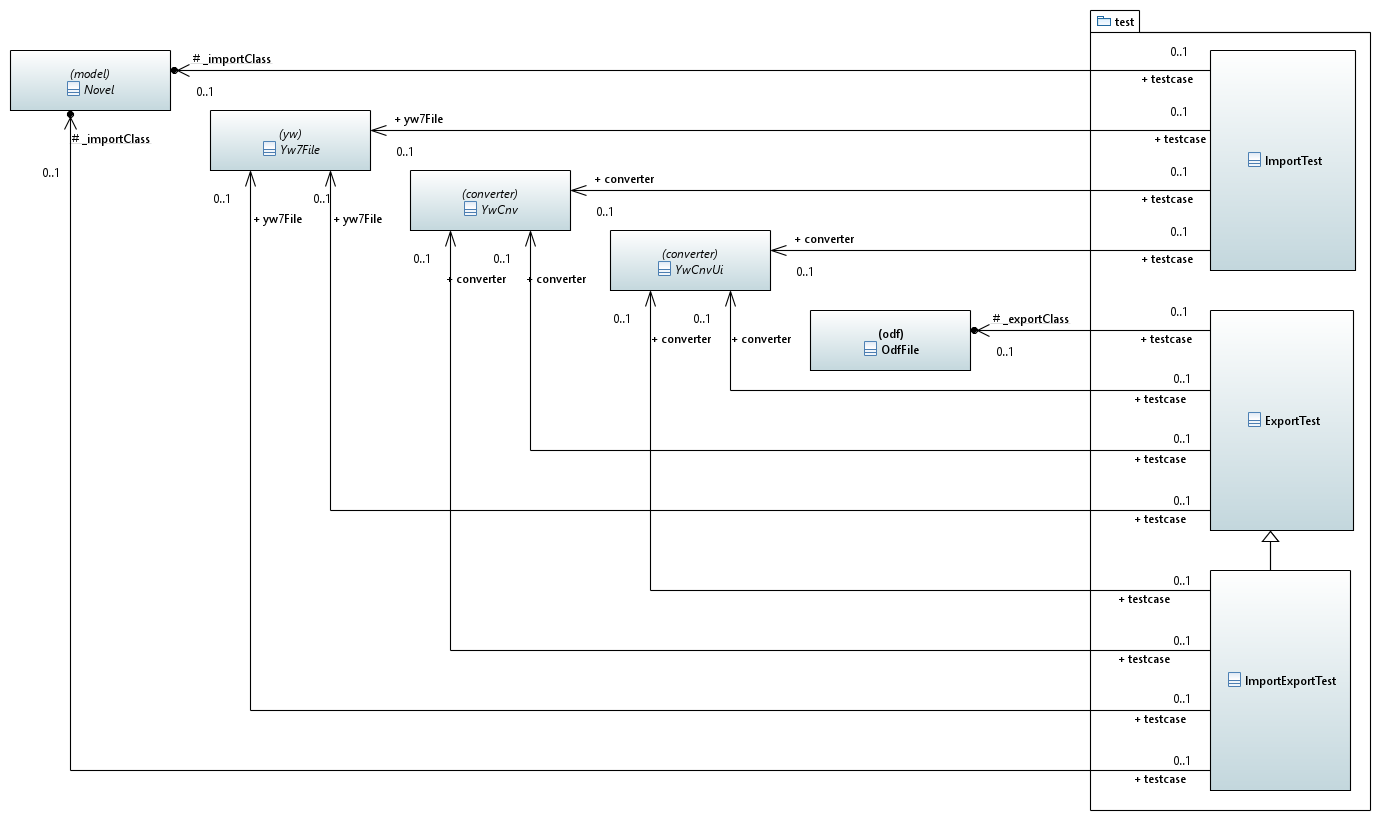 test
# _importClass
0..1
(model)
Novel
0..1
+ testcase
+ yw7File
0..1
# _importClass
(yw)
Yw7File
0..1
+ testcase
0..1
+ converter
0..1
ImportTest
0..1
0..1
(converter)
YwCnv
0..1
+ testcase
+ yw7File
+ yw7File
+ converter
0..1
0..1
0..1
(converter)
YwCnvUi
0..1
+ testcase
+ converter
+ converter
0..1
0..1
# _exportClass
0..1
+ converter
+ converter
(odf)
OdfFile
0..1
+ testcase
0..1
+ testcase
ExportTest
0..1
+ testcase
0..1
+ testcase
0..1
+ testcase
0..1
+ testcase
ImportExportTest
0..1
+ testcase
0..1
+ testcase